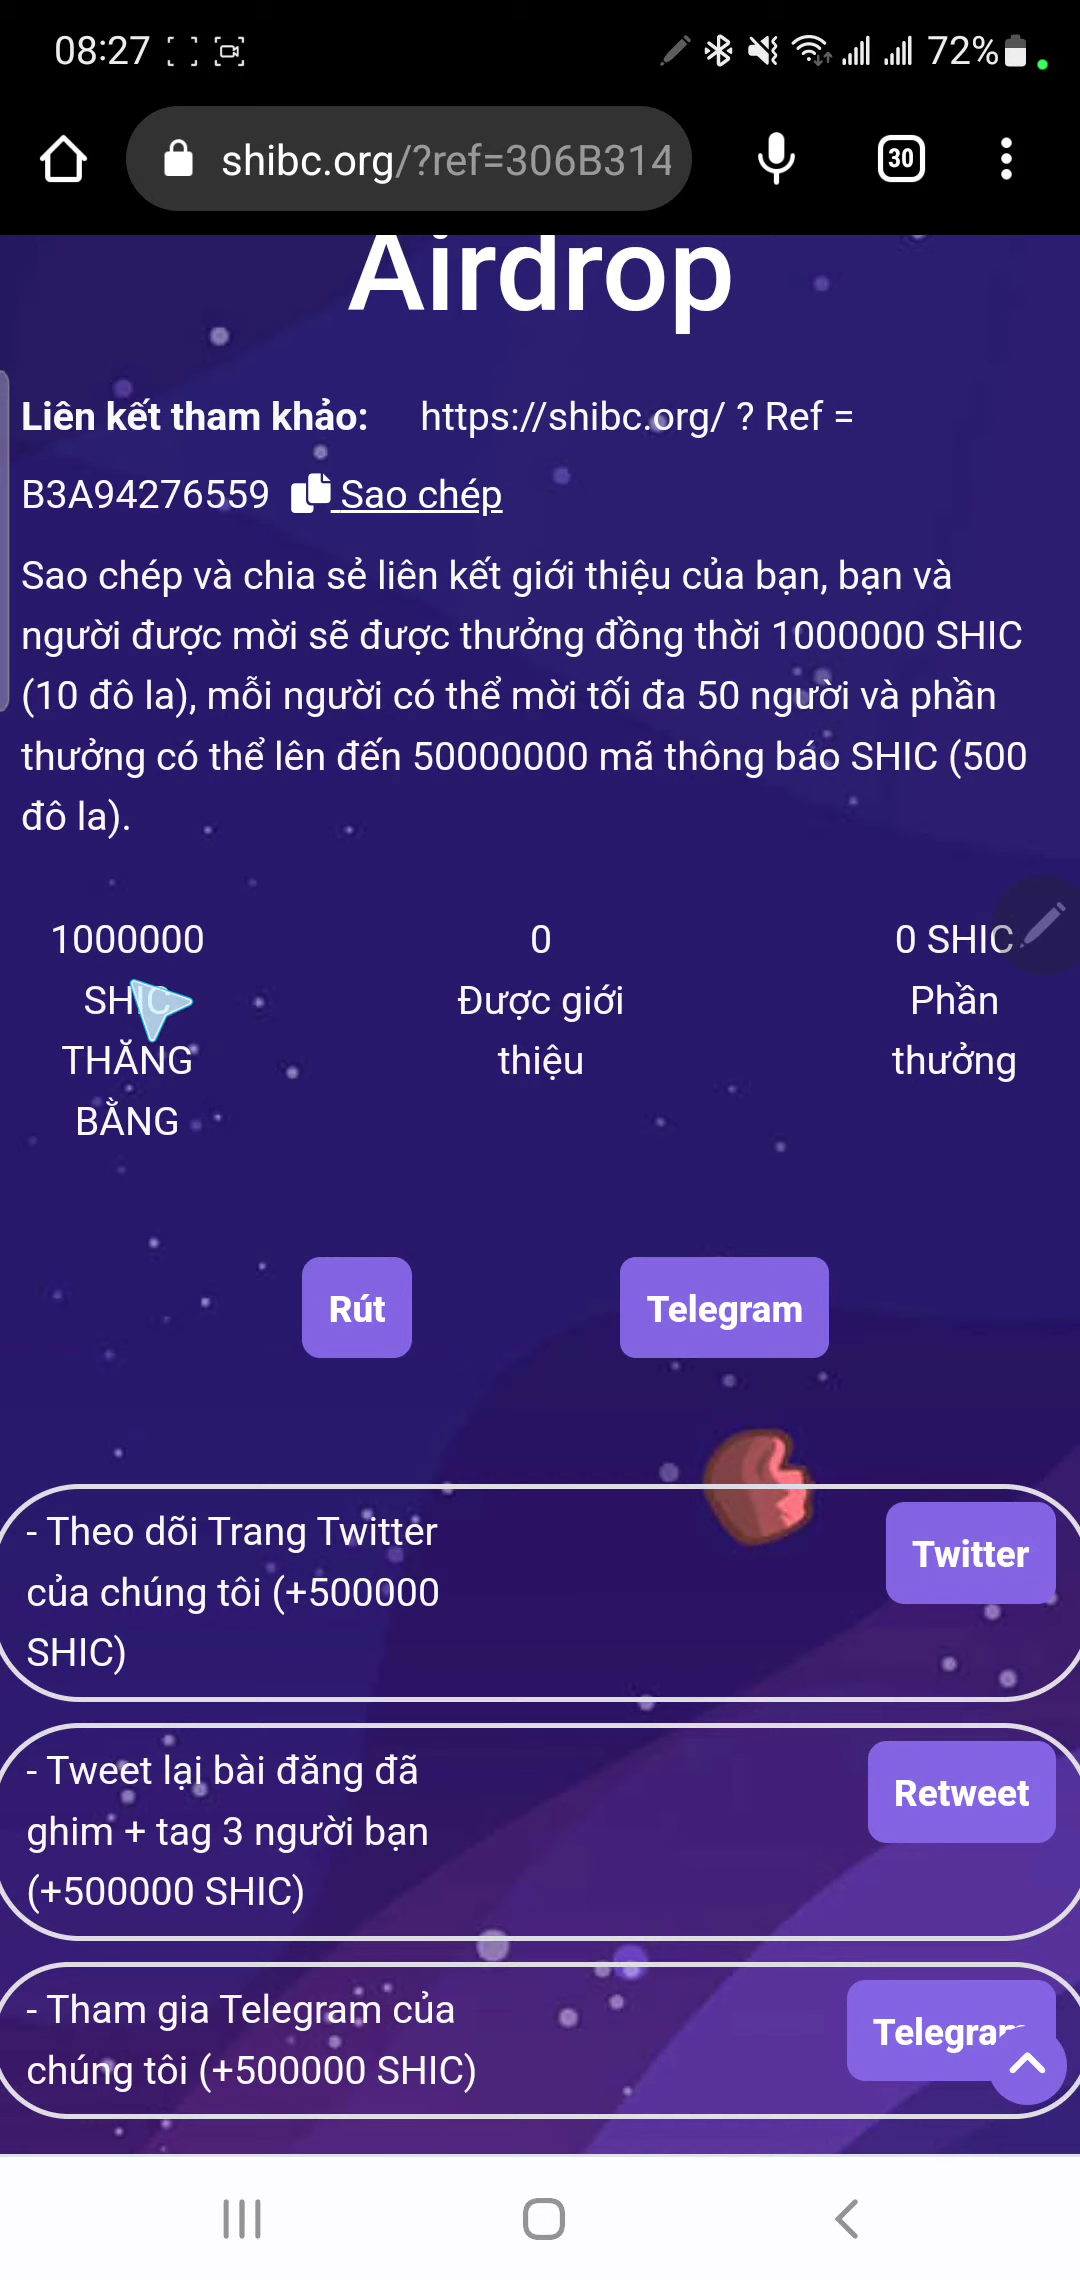 08:27
72%
shibc.org/?ref=306B314
30
Airdrop
Liên kết tham khảo: https://shibc.org/ ? Ref =
B3A94276559 Sao chép
Sao chép và chia sẻ liên kết giới thiệu của bạn, bạn và
người được mời sẽ được thưởng đồng thời 1000000 SHIC
(10 đô la), mỗi người có thể mời tối đa 50 người và phần
thưởng có thể lên đến 50000000 mã thông báo SHIC (500
đô la).
1000000
SHIC
THĂNG
BẰNG
0
Được giới
thiệu
0 SHIC
Phần
thưởng
Rút
Telegram
- Theo dõi Trang Twitter
của chúng tôi (+500000
SHIC)
Twitter
- Tweet lại bài đăng đã
ghim + tag 3 người bạn
(+500000 SHIC)
Retweet
- Tham gia Telegram của
chúng tôi (+500000 SHIC)
Telegram